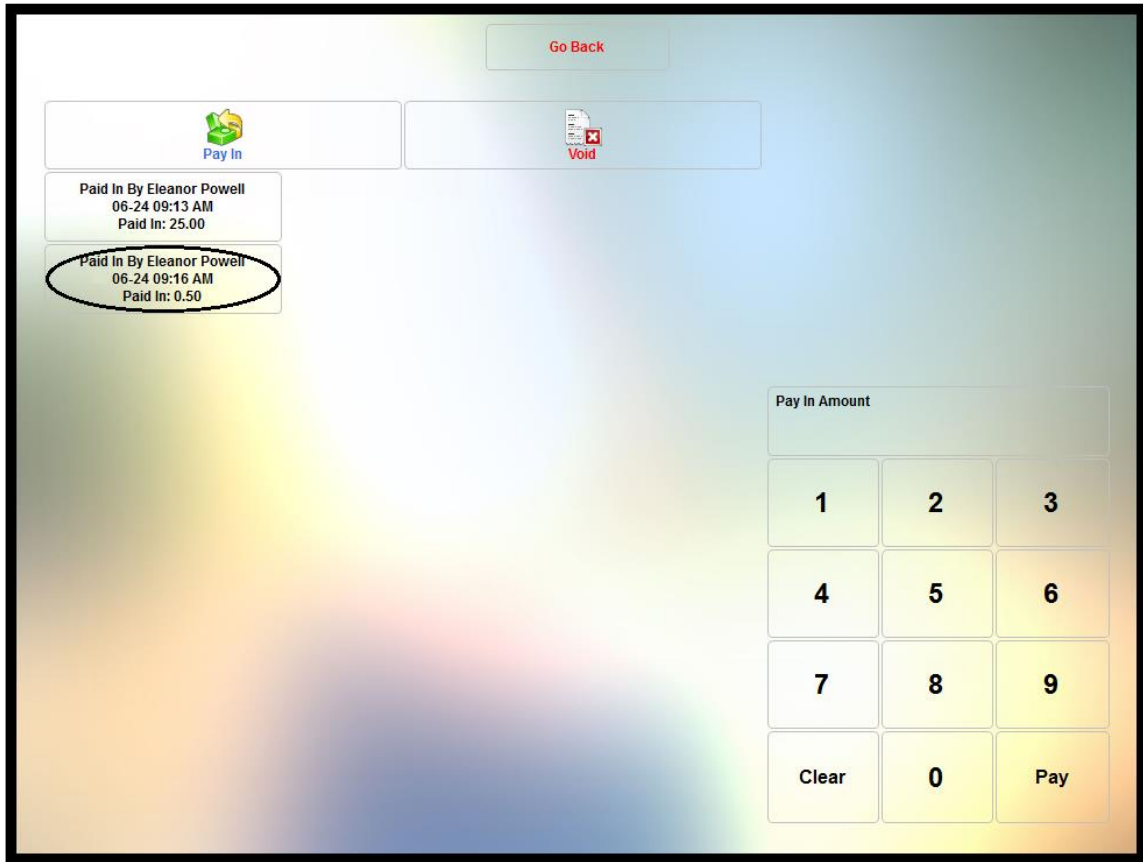 Go Back
Pay In
Void
Paid In By Eleanor Powell
06-24 09:13 AM
Paid In: 25.00
Paid In By Eleanor Powell
06-24 09:16 AM
Paid In: 0.50
Pay In Amount
1 2 3
4 5 6
7 8 9
Clear 0 Pay